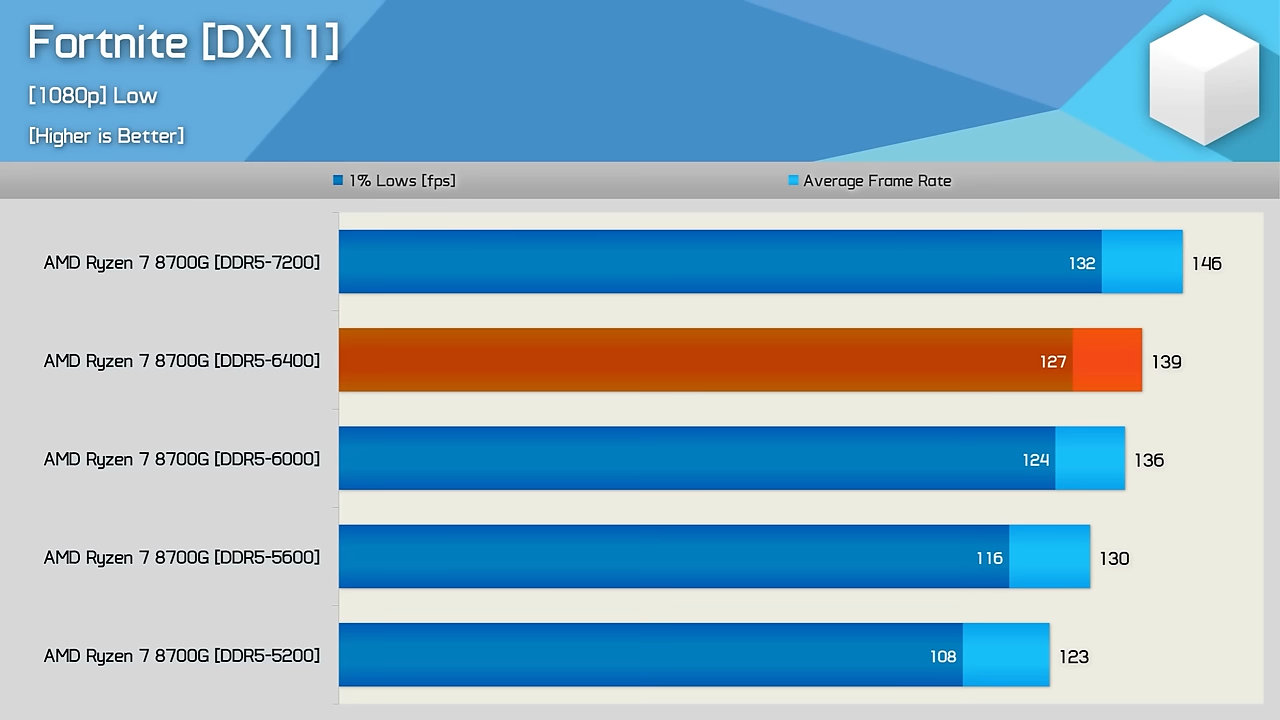 Fortnite [DX11]
[1080p] Low
[Higher is Better]
1% Lows [fps] Average Frame Rate
AMD Ryzen 7 8700G [DDR5-7200] 132 146
AMD Ryzen 7 8700G [DDR5-6400] 127 139
AMD Ryzen 7 8700G [DDR5-6000] 124 136
AMD Ryzen 7 8700G [DDR5-5600] 116 130
AMD Ryzen 7 8700G [DDR5-5200] 108 123